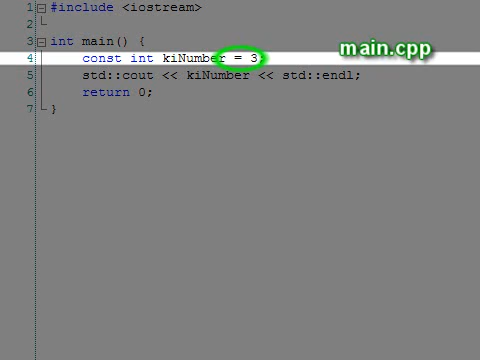 1 #include <iostream>
2
3 int main() {
main.cpp
4 const int kiNumber = 3;
5 std::cout << kiNumber << std::endl;
6 return 0;
7 }